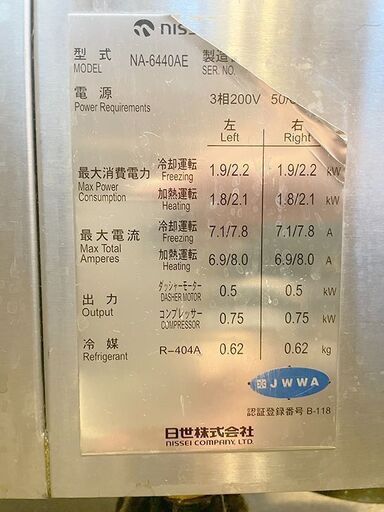 NISS
型式 NA-6440AE 製造
MODEL SER. NO.
電源 3相200V 50/
Power Requirements
左 右
Left Right
最大消費電力 冷却運転 1.9/2.2 1.9/2.2 kW
Max Power Freezing
Consumption 加熱運転 1.8/2.1 1.8/2.1 kW
Heating
最大電流 冷却運転 7.1/7.8 7.1/7.8 A
Max Total Freezing
Amperes 加熱運転 6.9/8.0 6.9/8.0 A
Heating
出力 ダッシャーモーター 0.5 0.5 kW
Output DASHER MOTOR
コンプレッサー 0.75 0.75 kW
COMPRESSOR
冷媒 R-404A 0.62 0.62 kg
Refrigerant
JWWA
認証登録番号 B-118
日世株式会社
NISSEI COMPANY, LTD.